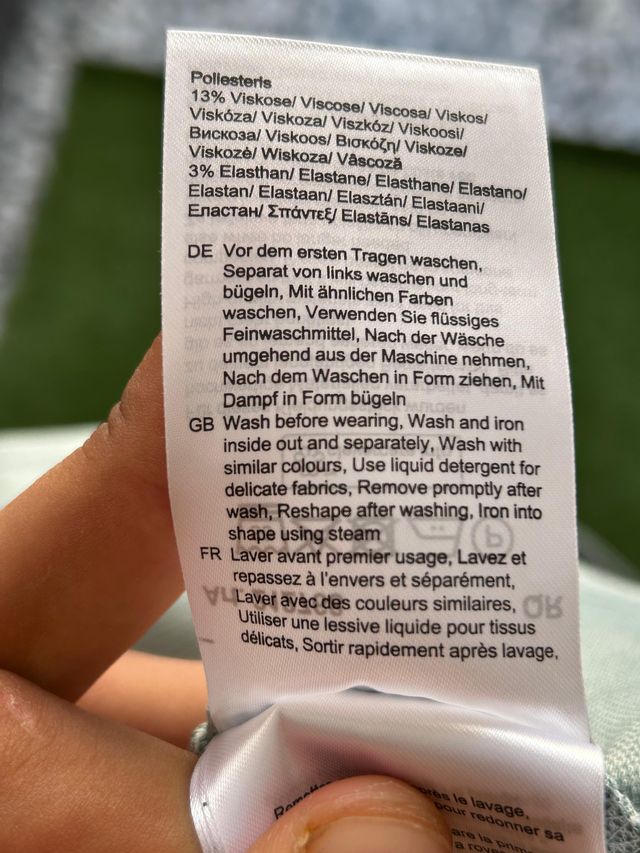 Poliesteris
13% Viskose/ Viscose/ Viscosa/ Viskos/
Viskóza/ Viskoza/ Viszkóz/ Viskoosi/
Вискоза/ Viskoos/ Βισκόζη/ Viskoze/
Viskozė/ Wiskoza/ Vâscoză
3% Elasthan/ Elastane/ Elasthane/ Elastano/
Elastan/ Elastaan/ Elasztán/ Elastaani/
Еластан/ Σπάντεξ/ Elastāns/ Elastanas
DE Vor dem ersten Tragen waschen,
Separat von links waschen und
bügeln, Mit ähnlichen Farben
waschen, Verwenden Sie flüssiges
Feinwaschmittel, Nach der Wäsche
umgehend aus der Maschine nehmen,
Nach dem Waschen in Form ziehen, Mit
Dampf in Form bügeln
GB Wash before wearing, Wash and iron
inside out and separately, Wash with
similar colours, Use liquid detergent for
delicate fabrics, Remove promptly after
wash, Reshape after washing, Iron into
shape using steam
FR Laver avant premier usage, Lavez et
repassez à l'envers et séparément,
Laver avec des couleurs similaires,
Utiliser une lessive liquide pour tissus
délicats, Sortir rapidement après lavage,
le lavage,
pour redonner sa